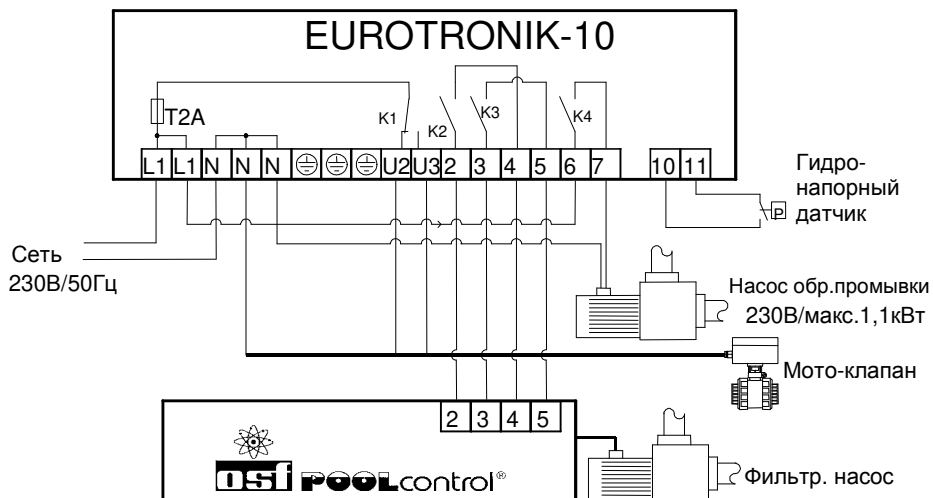 EUROTRONIK-10
T2A
K1
K2
K3
K4
L1 L1 N N N U2 U3 2 3 4 5 6 7 10 11
Гидро-
напорный
датчик
P
Сеть
230В/50Гц
Насос обр.промывки
230В/макс.1,1кВт
Мото-клапан
2 3 4 5
osf POOLcontrol®
Фильтр. насос